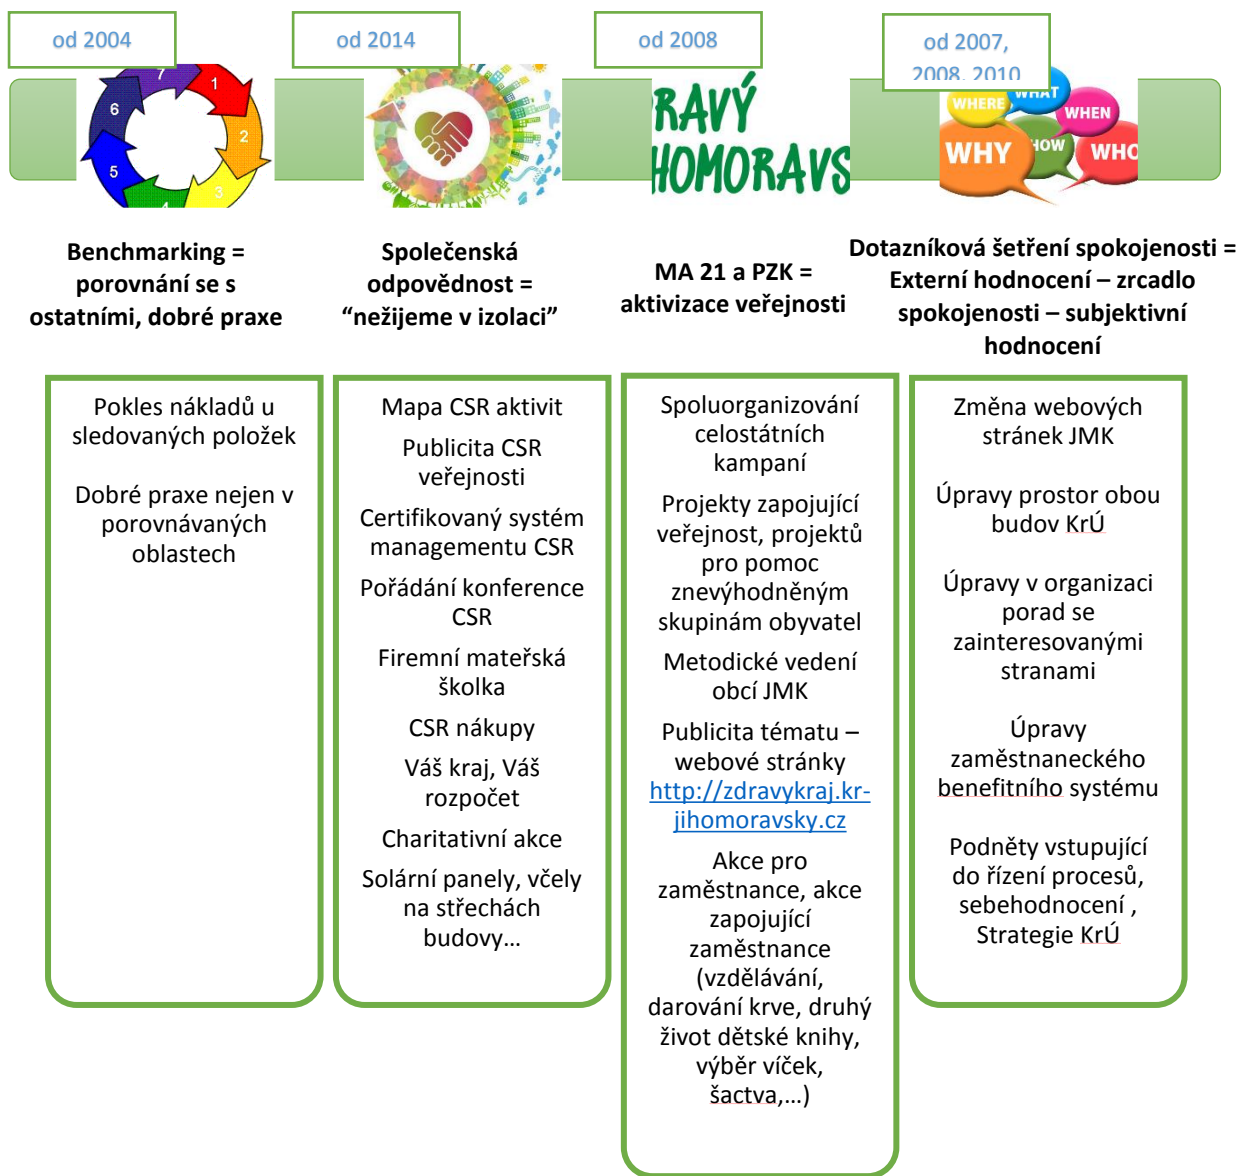 od 2004
od 2014
od 2008
od 2007,
2008, 2010
7
1
2
3
4
5
6
RAVÝ
HOMORAVS
WHERE
WHAT
WHEN
WHY
HOW
WHO
Benchmarking =
porovnání se s
ostatními, dobré praxe
Společenská
odpovědnost =
“nežijeme v izolaci”
MA 21 a PZK =
aktivizace veřejnosti
Dotazníková šetření spokojenosti =
Externí hodnocení – zrcadlo
spokojenosti – subjektivní
hodnocení
Pokles nákladů u
sledovaných položek
Dobré praxe nejen v
porovnávaných
oblastech
Mapa CSR aktivit
Publicita CSR
veřejnosti
Certifikovaný systém
managementu CSR
Pořádání konference
CSR
Firemní mateřská
školka
CSR nákupy
Váš kraj, Váš
rozpočet
Charitativní akce
Solární panely, včely
na střechách
budovy…
Spoluorganizování
celostátních
kampaní
Projekty zapojující
veřejnost, projektů
pro pomoc
znevýhodněným
skupinám obyvatel
Metodické vedení
obcí JMK
Publicita tématu –
webové stránky
http://zdravykraj.kr-
jihomoravsky.cz
Akce pro
zaměstnance, akce
zapojující
zaměstnance
(vzdělávání,
darování krve, druhý
život dětské knihy,
výběr víček,
šactva,…)
Změna webových
stránek JMK
Úpravy prostor obou
budov KrÚ
Úpravy v organizaci
porad se
zainteresovanými
stranami
Úpravy
zaměstnaneckého
benefitního systému
Podněty vstupující
do řízení procesů,
sebehodnocení ,
Strategie KrÚ